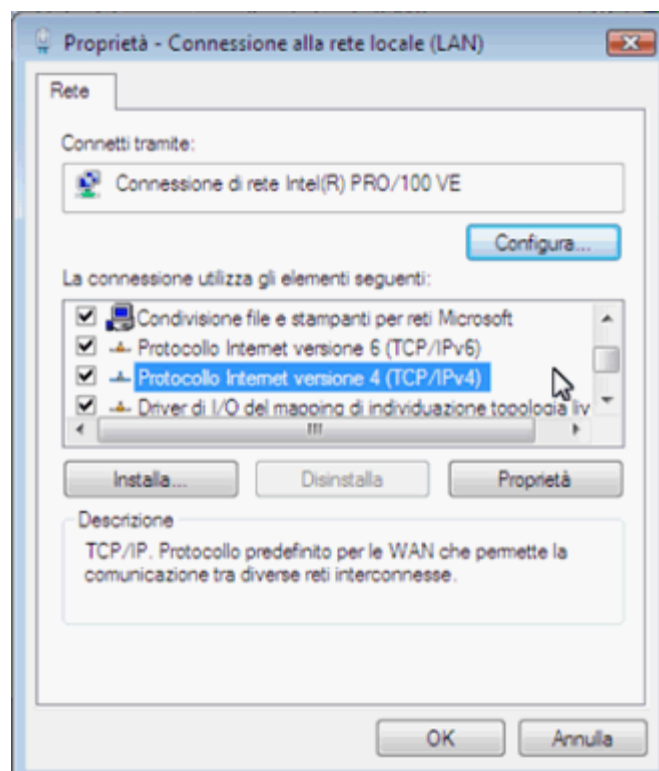 Proprietà - Connessione alla rete locale (LAN)
Rete
Connetti tramite:
Connessione di rete Intel(R) PRO/100 VE
Configura...
La connessione utilizza gli elementi seguenti:
Condivisione file e stampanti per reti Microsoft
Protocollo Internet versione 6 (TCP/IPv6)
Protocollo Internet versione 4 (TCP/IPv4)
Driver di I/O del mapping di individuazione topologia liv
Installa...
Disinstalla
Proprietà
Descrizione
TCP/IP. Protocollo predefinito per le WAN che permette la
comunicazione tra diverse reti interconnesse.
OK
Annulla